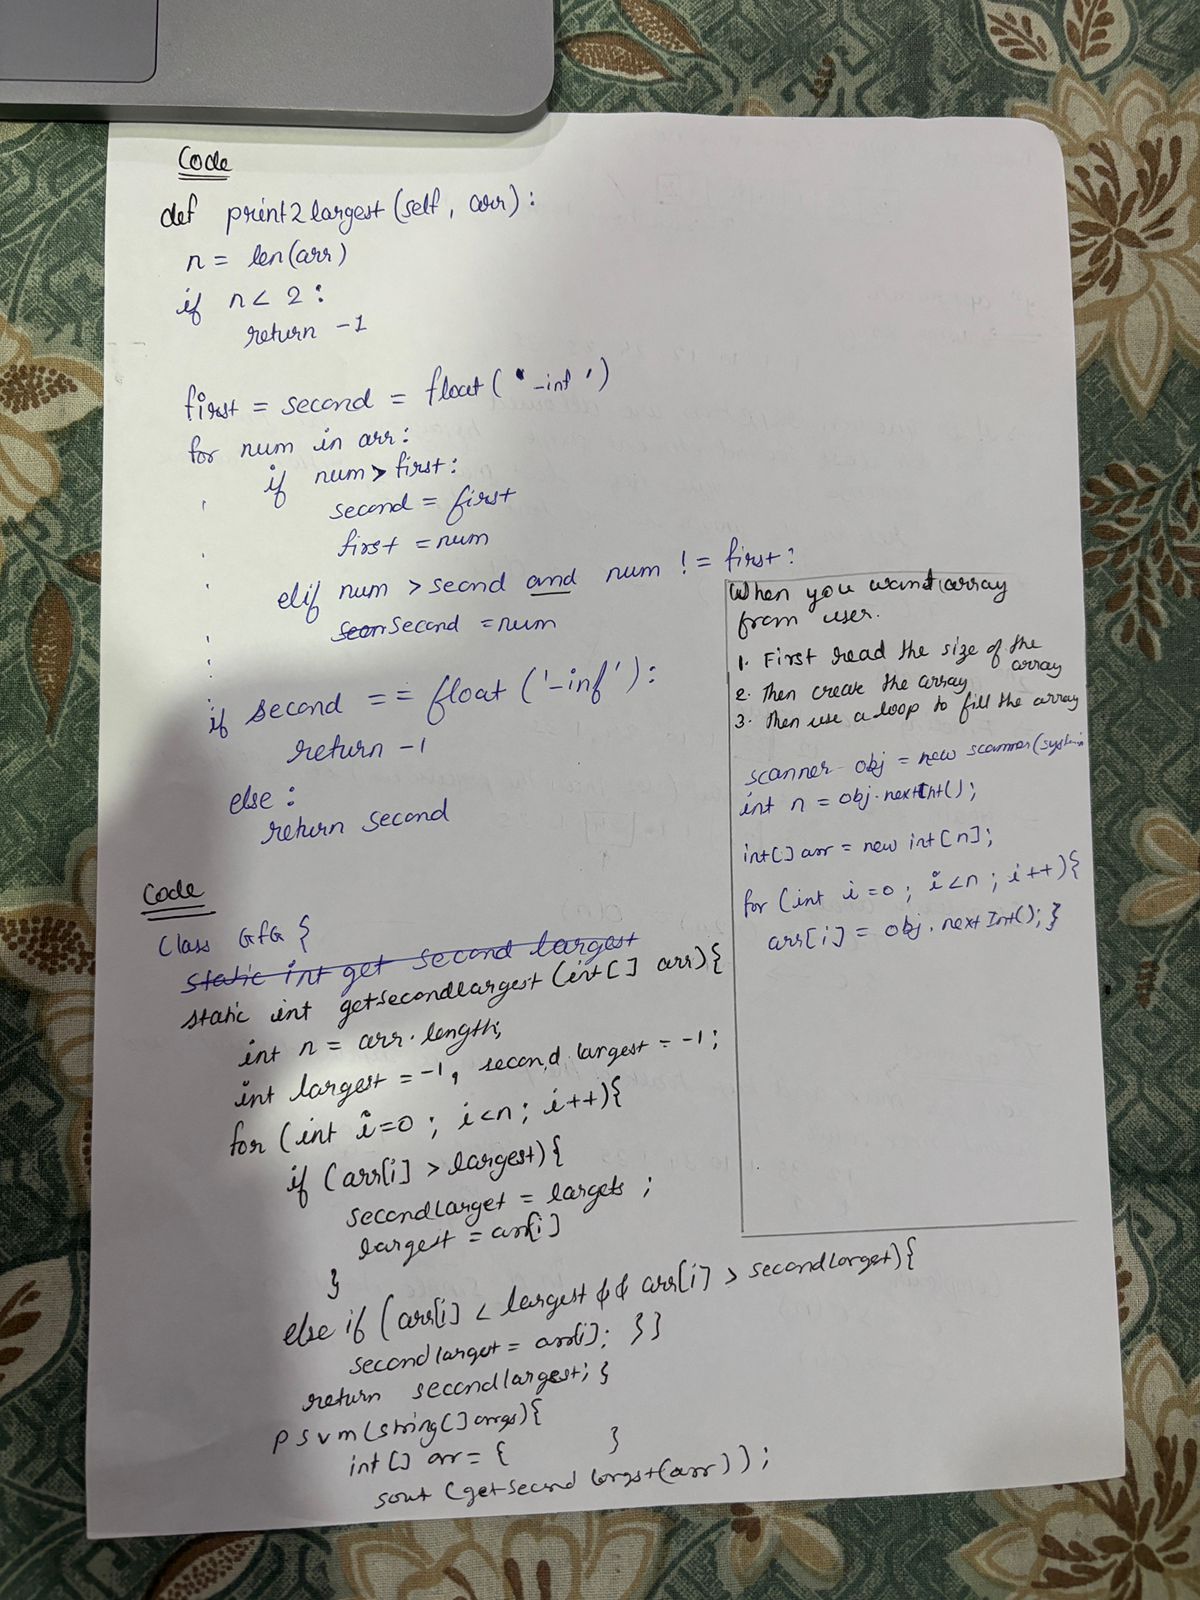 Code
def print2largest(self, arr):
n = len(arr)
if n < 2:
return -1
first = second = float('-inf')
for num in arr:
if num > first:
second = first
first = num
elif num > second and num != first:
second = num
if second == float('-inf'):
return -1
else:
return second
When you want array
from user.
1. First read the size of the
array
2. Then create the array
3. Then use a loop to fill the array
scanner obj = new scanner(system.in
int n = obj.nextInt();
int[] arr = new int[n];
for (int i=0; i<n; i++){
arr[i] = obj.nextInt(); }
Code
Class GfG {
static int get second largest
static int getsecondlargest (int[] arr){
int n = arr.length;
int largest = -1, second largest = -1;
for (int i=0; i<n; i++){
if (arr[i] > largest){
secondlarget = largets;
largest = arr[i]
}
else if (arr[i] < largest && arr[i] > secondlarget){
secondlarget = arr[i]; }}
return secondlargest; }
psvm(string[] args){
int[] arr = { }
sout (getsecond largst(arr));